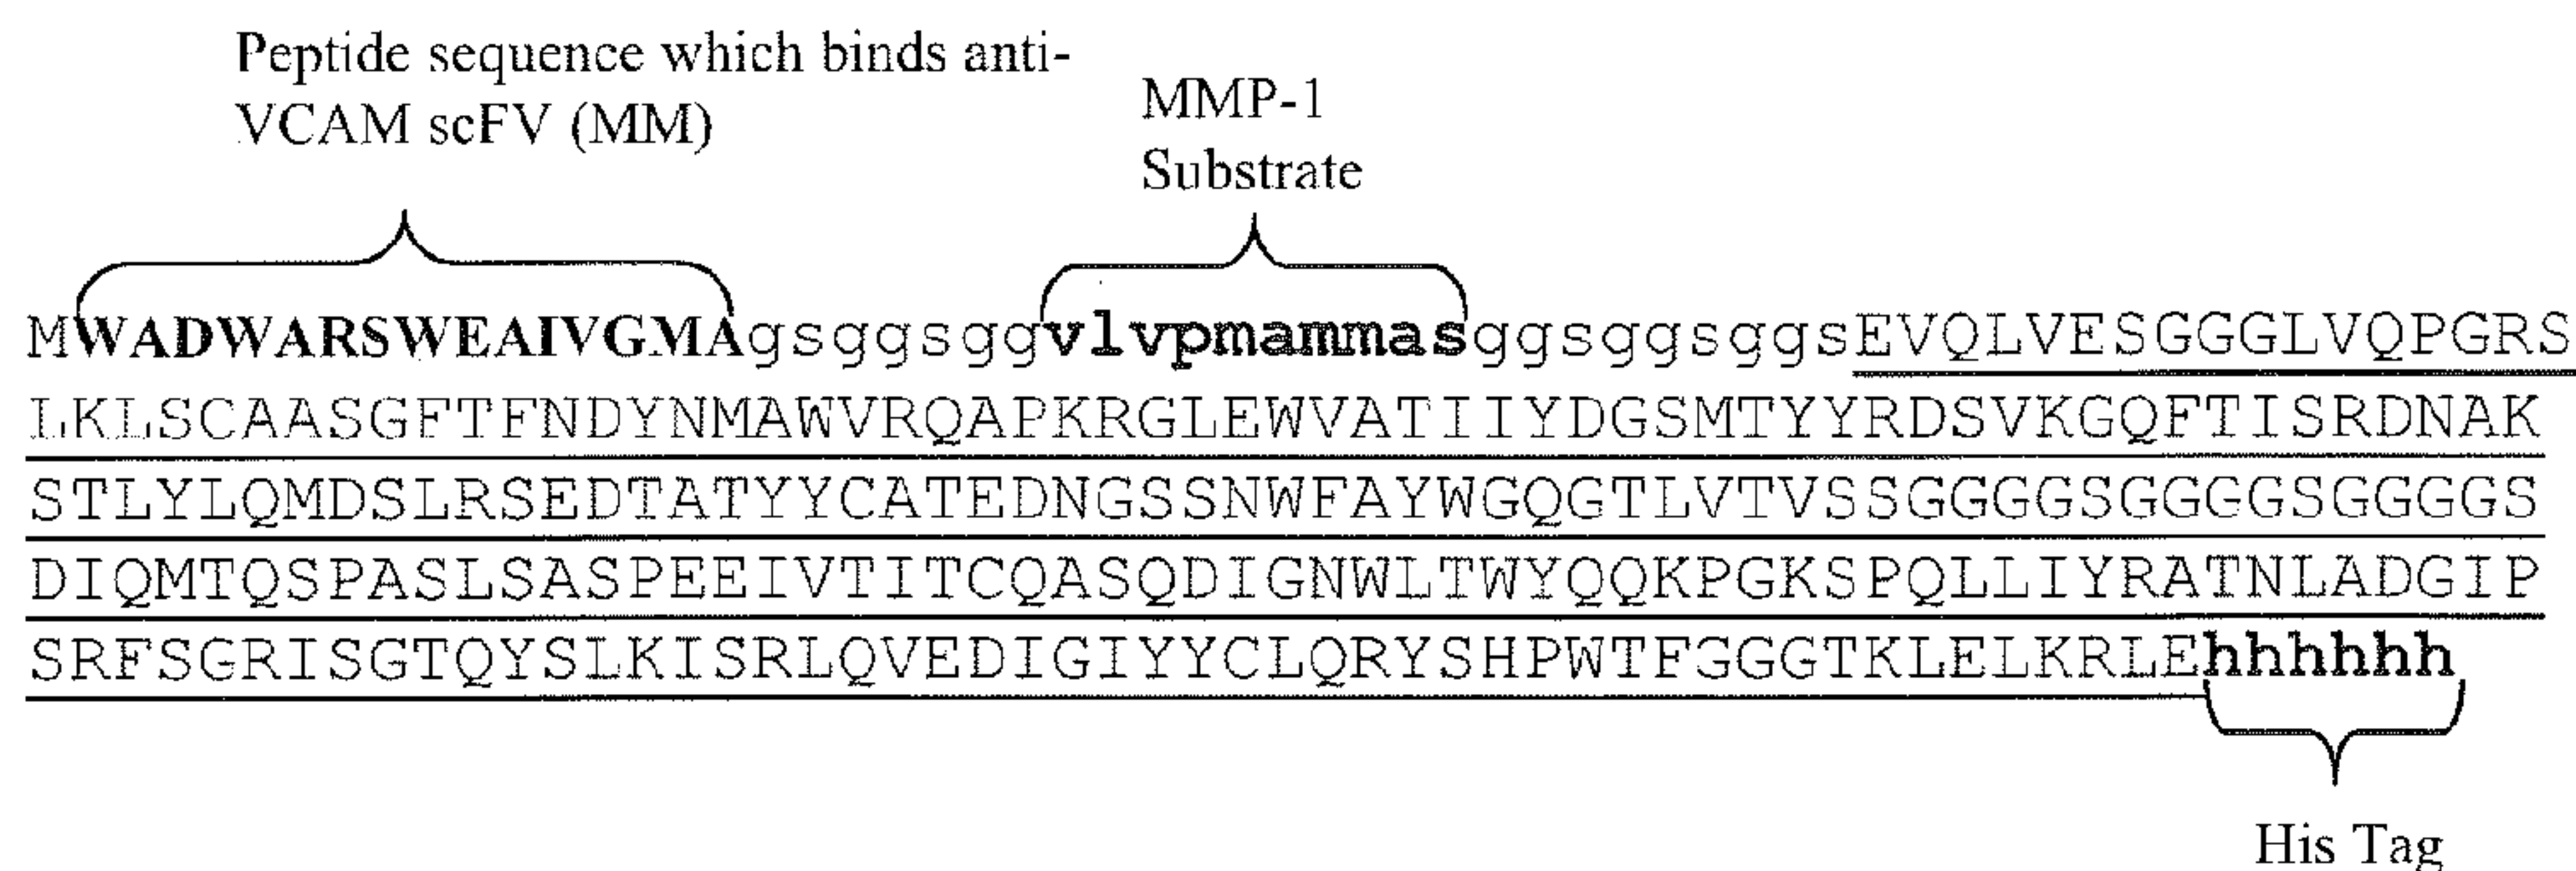 Peptide sequence which binds anti-
VCAM scFV (MM)
MMP-1
Substrate
MWADWARSWEAIVGMAgsggsggvlvpmammasggsggsggsEVQLVESGGGLVQPGRS
LKLSCAASGFTFNDYNMAWVRQAPKRGLEWVATIIYDGSMTYYRDSVKGQFTISRDNAK
STLYLQMDSLRSEDTATYYCATEDNGSSNWFAYWGQGTLVTVSSGGGGSGGGGSGGGGS
DIQMTQSPASLSASPEEIVTITCQASQDIGNWLTWYQQKPGKSPQLLIYRATNLADGIP
SRFSGRISGTQYSLKISRLQVEDIGIYYCLQRYSHPWTFGGGTKLELKRLEhhhhhh
His Tag